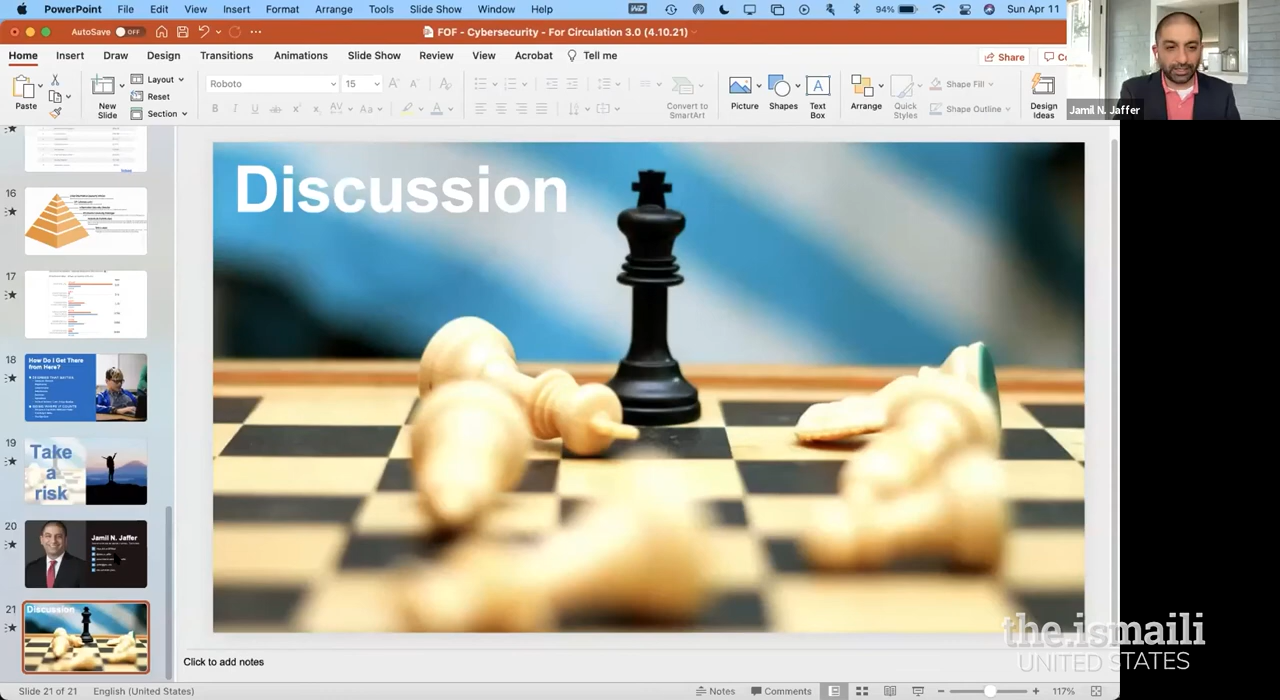 PowerPoint File Edit View Insert Format Arrange Tools Slide Show Window Help 94% Sun Apr 11
AutoSave OFF FOF - Cybersecurity - For Circulation 3.0 (4.10.21)
Home Insert Draw Design Transitions Animations Slide Show Review View Acrobat Tell me Share
Paste New Slide Layout Reset Section
Roboto 15
Convert to SmartArt
Picture Shapes Text Box Arrange Quick Styles Shape Fill Shape Outline Design Ideas
Jamil N. Jaffer
16
17
18
How Do I Get There
from Here?
19
Take
a
risk
20
Jamil N. Jaffer
21
Discussion
Discussion
the.ismaili
UNITED STATES
Click to add notes
Slide 21 of 21 English (United States) Notes Comments 117%